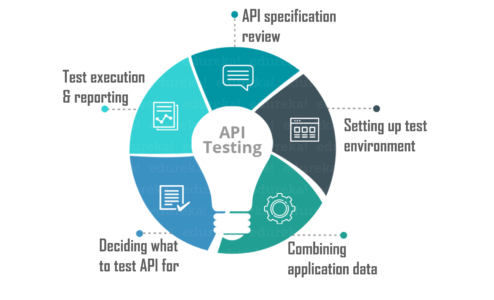 API specification
review
Test execution
& reporting
API
Testing
Setting up test
environment
Deciding what
to test API for
Combining
application data